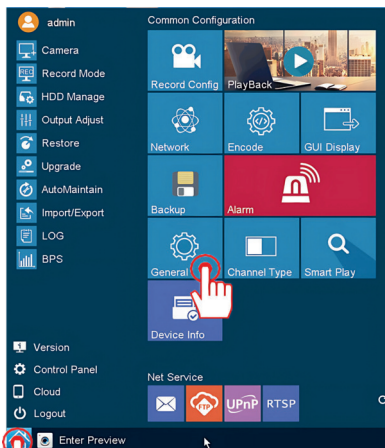 admin
Common Configuration
Camera
Record Mode
HDD Manage
Output Adjust
Restore
Upgrade
AutoMaintain
Import/Export
LOG
BPS
Record Config
PlayBack
Network
Encode
GUI Display
Backup
Alarm
General
Channel Type
Smart Play
Device Info
Version
Control Panel
Cloud
Logout
Net Service
FTP
UPnP
RTSP
Enter Preview
REC